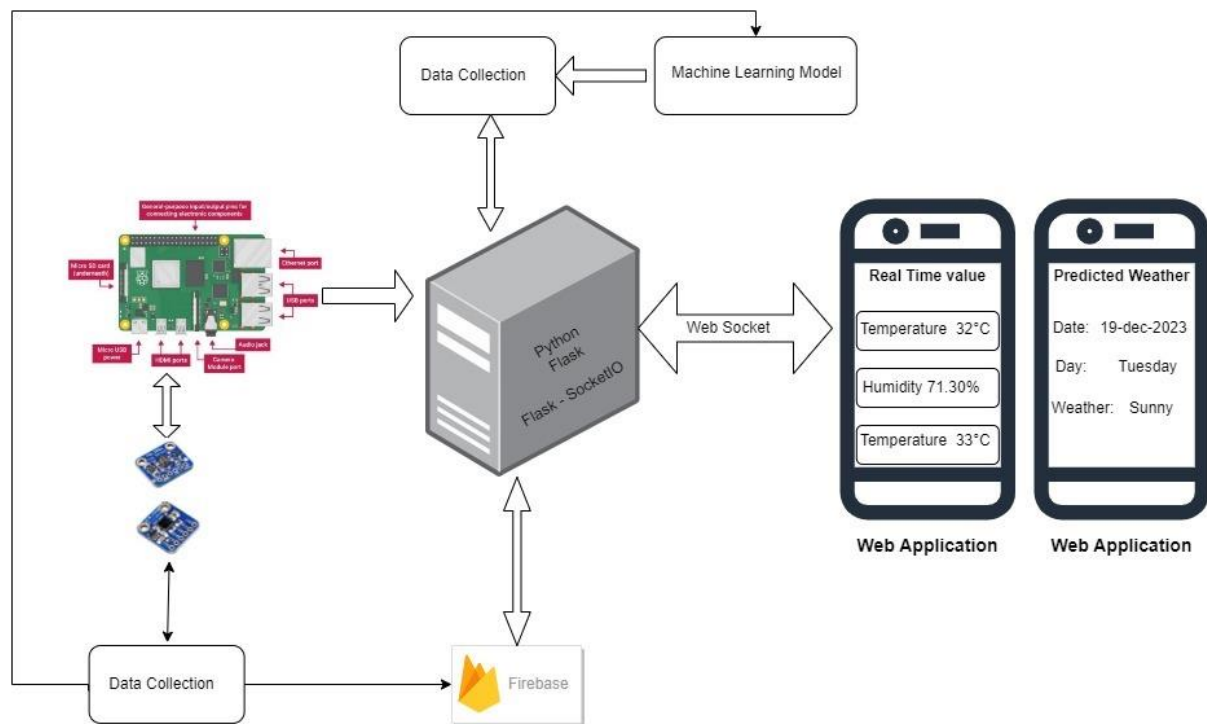 Data Collection
Machine Learning Model
General-purpose input/output pins for
connecting electronic components
Micro SD card
(underneath)
Ethernet port
USB ports
Micro USB
power
HDMI ports
Camera
Module port
Audio jack
Python
Flask
Flask - SocketIO
Web Socket
Real Time value
Temperature 32°C
Humidity 71.30%
Temperature 33°C
Web Application
Predicted Weather
Date: 19-dec-2023
Day: Tuesday
Weather: Sunny
Web Application
Data Collection
Firebase